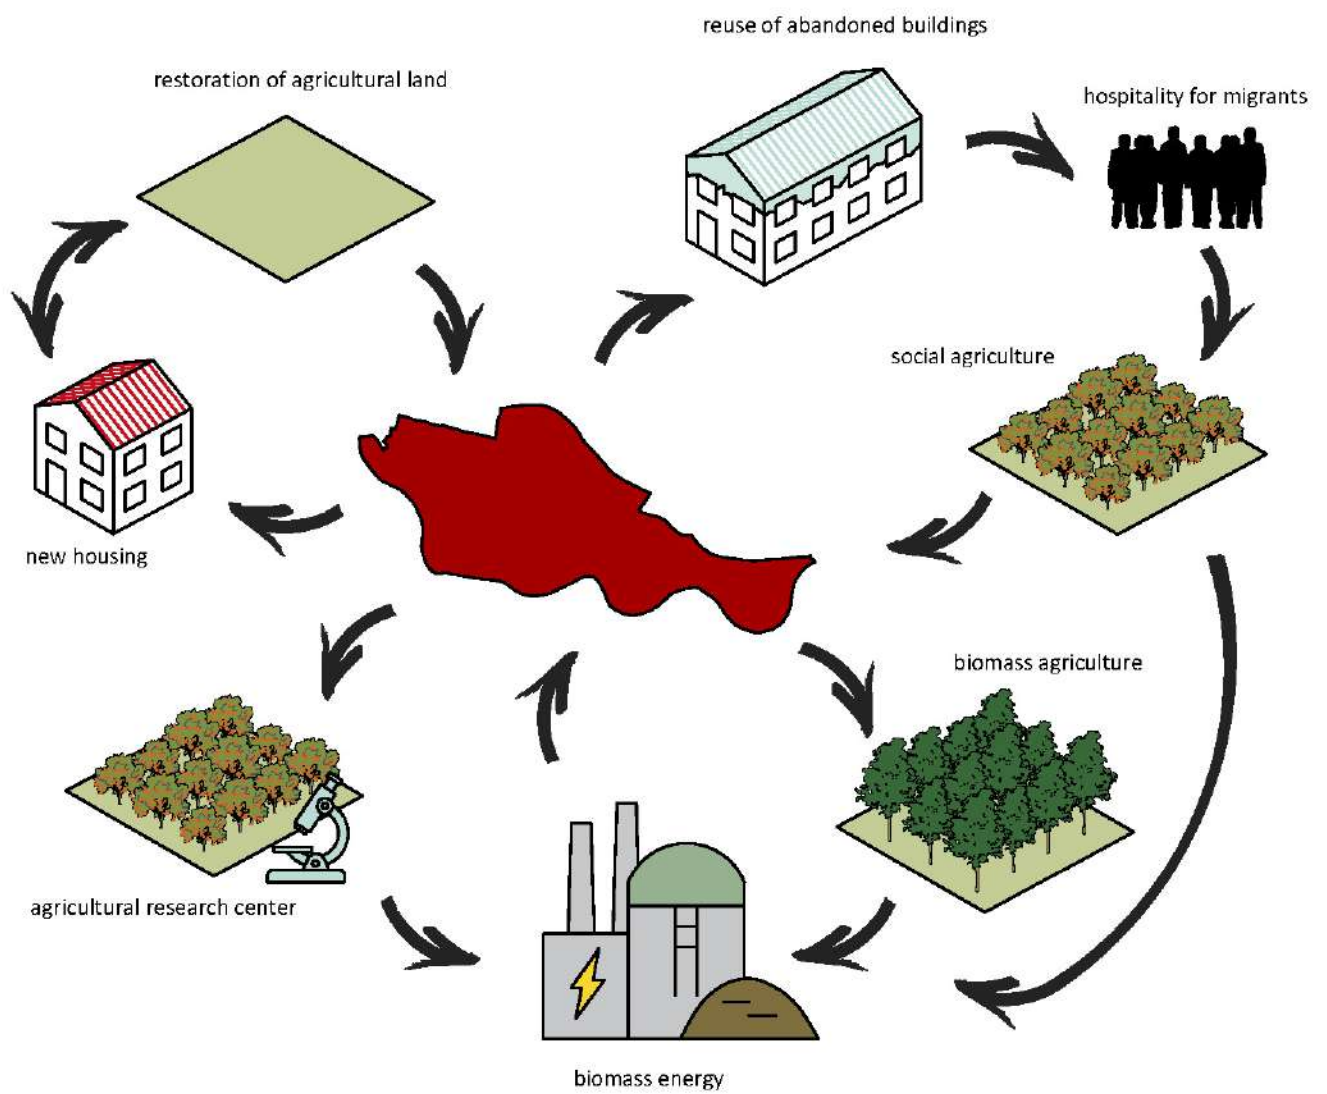 reuse of abandoned buildings
restoration of agricultural land
hospitality for migrants
social agriculture
new housing
biomass agriculture
agricultural research center
biomass energy